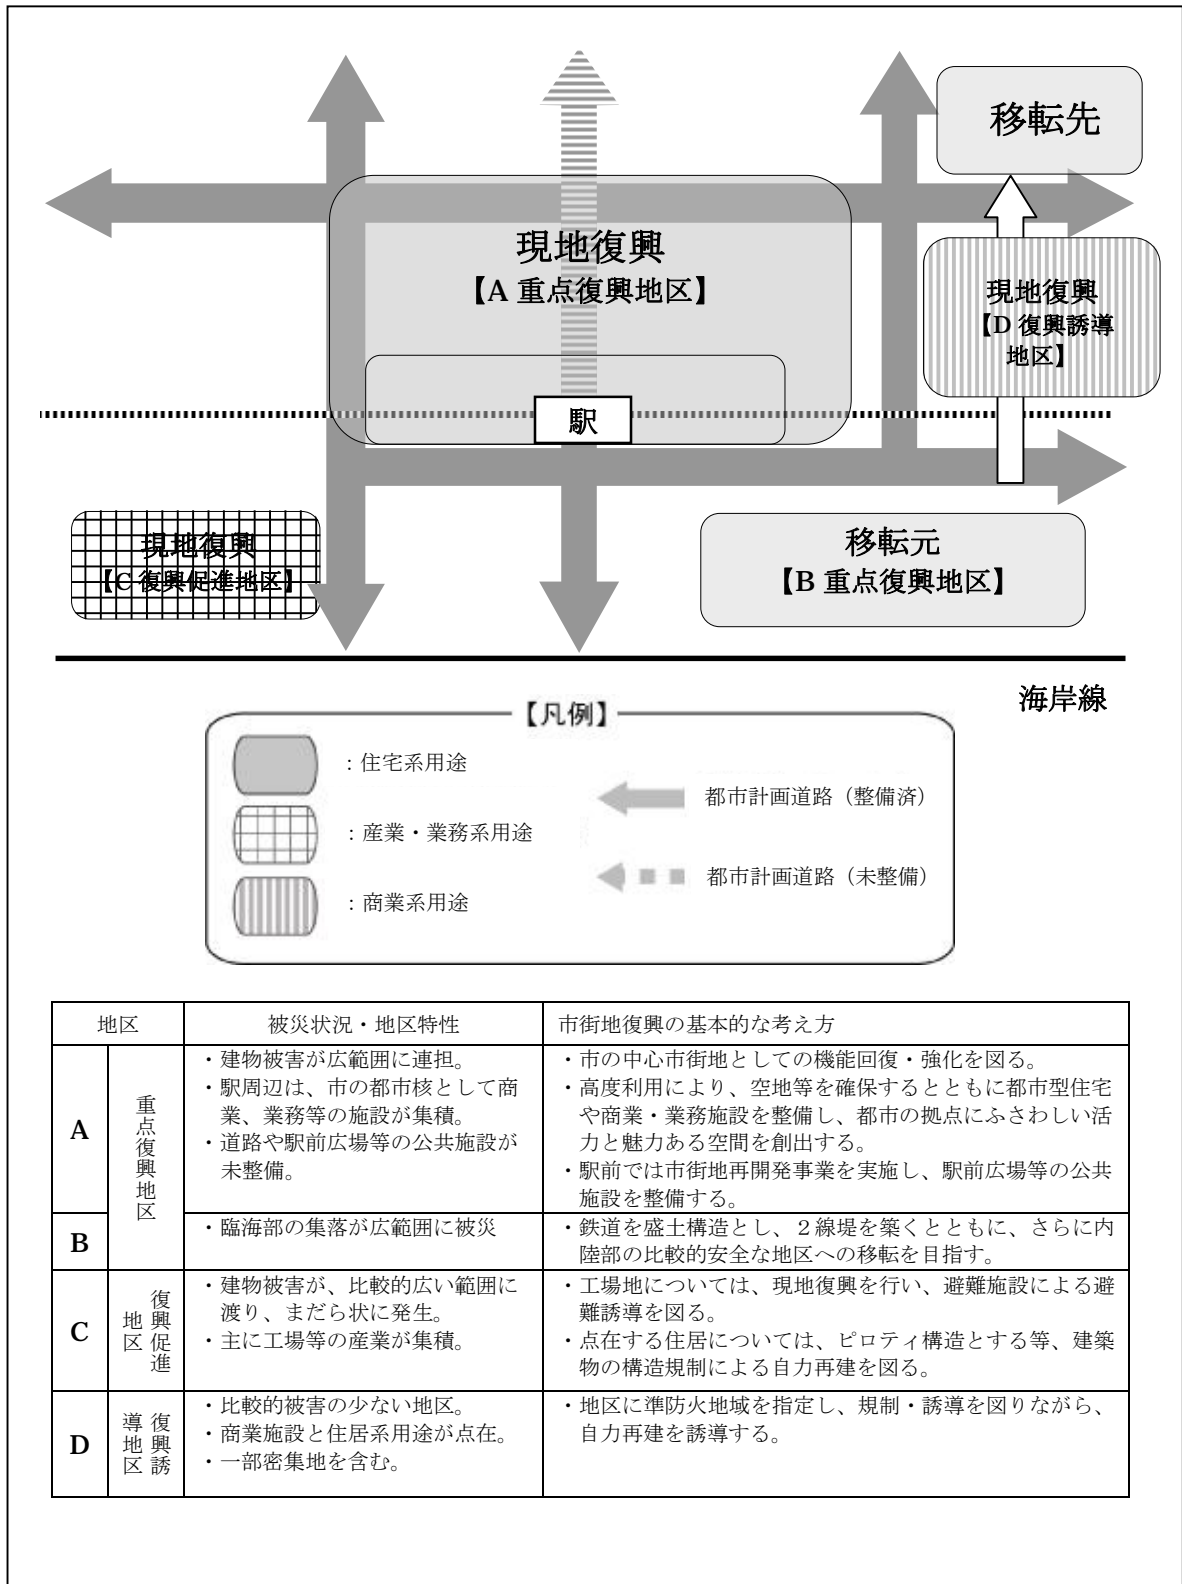 移転先
現地復興
【A 重点復興地区】
現地復興
【D 復興誘導
地区】
駅
現地復興
【C 復興促進地区】
移転元
【B 重点復興地区】
海岸線
【凡例】
：住宅系用途
：産業・業務系用途
：商業系用途
都市計画道路（整備済）
都市計画道路（未整備）
地区
被災状況・地区特性
市街地復興の基本的な考え方
A
重点復興地区
・建物被害が広範囲に連担。
・駅周辺は、市の都市核として商
業、業務等の施設が集積。
・道路や駅前広場等の公共施設が
未整備。
・市の中心市街地としての機能回復・強化を図る。
・高度利用により、空地等を確保するとともに都市型住宅
や商業・業務施設を整備し、都市の拠点にふさわしい活
力と魅力ある空間を創出する。
・駅前では市街地再開発事業を実施し、駅前広場等の公共
施設を整備する。
B
・臨海部の集落が広範囲に被災
・鉄道を盛土構造とし、２線堤を築くとともに、さらに内
陸部の比較的安全な地区への移転を目指す。
C
復興促進
地区
・建物被害が、比較的広い範囲に
渡り、まだら状に発生。
・主に工場等の産業が集積。
・工場地については、現地復興を行い、避難施設による避
難誘導を図る。
・点在する住居については、ピロティ構造とする等、建築
物の構造規制による自力再建を図る。
D
復興誘
導地区
・比較的被害の少ない地区。
・商業施設と住居系用途が点在。
・一部密集地を含む。
・地区に準防火地域を指定し、規制・誘導を図りながら、
自力再建を誘導する。